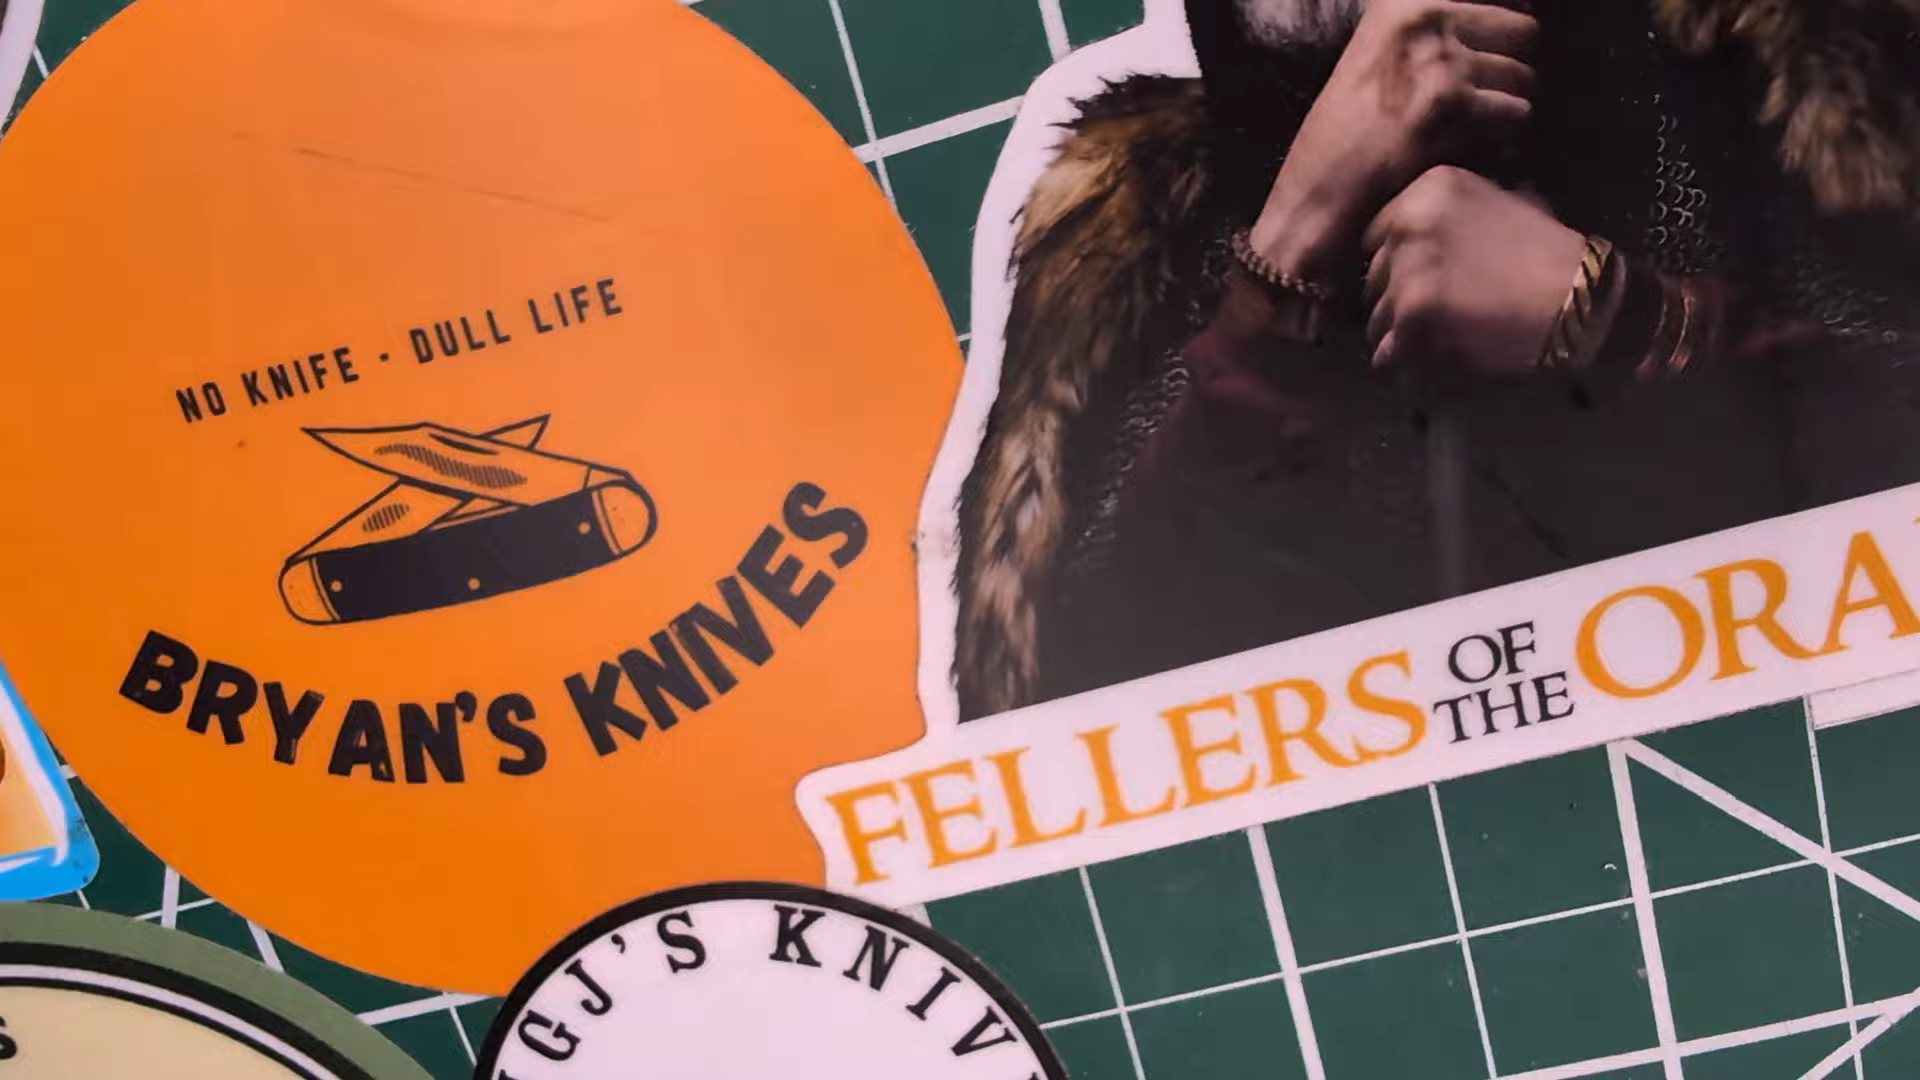 NO KNIFE · DULL LIFE
BRYAN'S KNIVES
FELLERS OF THE ORA
GJ'S KNIV
S